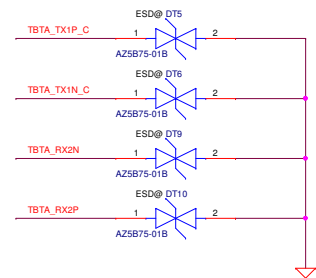 ESD@ DT5
TBTA_TX1P_C 1 2
AZ5B75-01B
ESD@ DT6
TBTA_TX1N_C 1 2
AZ5B75-01B
ESD@ DT9
TBTA_RX2N 1 2
AZ5B75-01B
ESD@ DT10
TBTA_RX2P 1 2
AZ5B75-01B